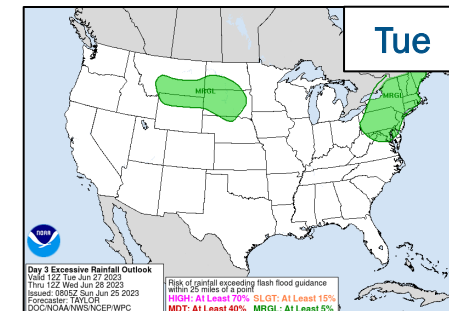 Tue
MRGL
MRGL
NOAA
Day 3 Excessive Rainfall Outlook
Valid 12Z Tue Jun 27 2023
Thru 12Z Wed Jun 28 2023
Issued: 0805Z Sun Jun 25 2023
Forecaster: TAYLOR
DOC/NOAA/NWS/NCEP/WPC
Risk of rainfall exceeding flash flood guidance
within 25 miles of a point
HIGH: At Least 70% SLGT: At Least 15%
MDT: At Least 40% MRGL: At Least 5%